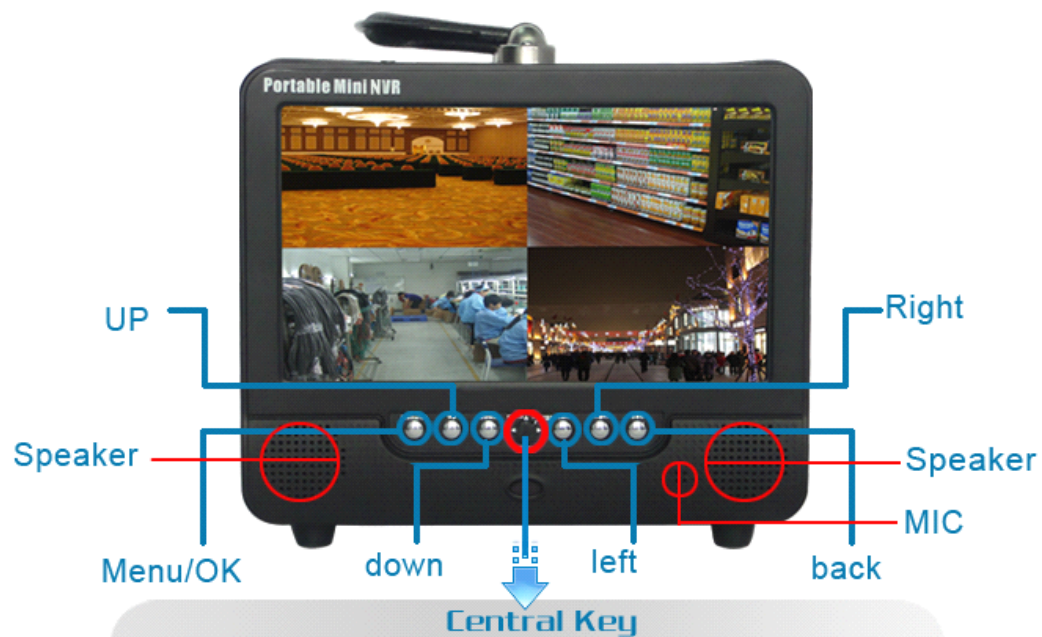 Portable Mini NVR
UP
Right
Speaker
Speaker
MIC
Menu/OK
down
left
back
Central Key